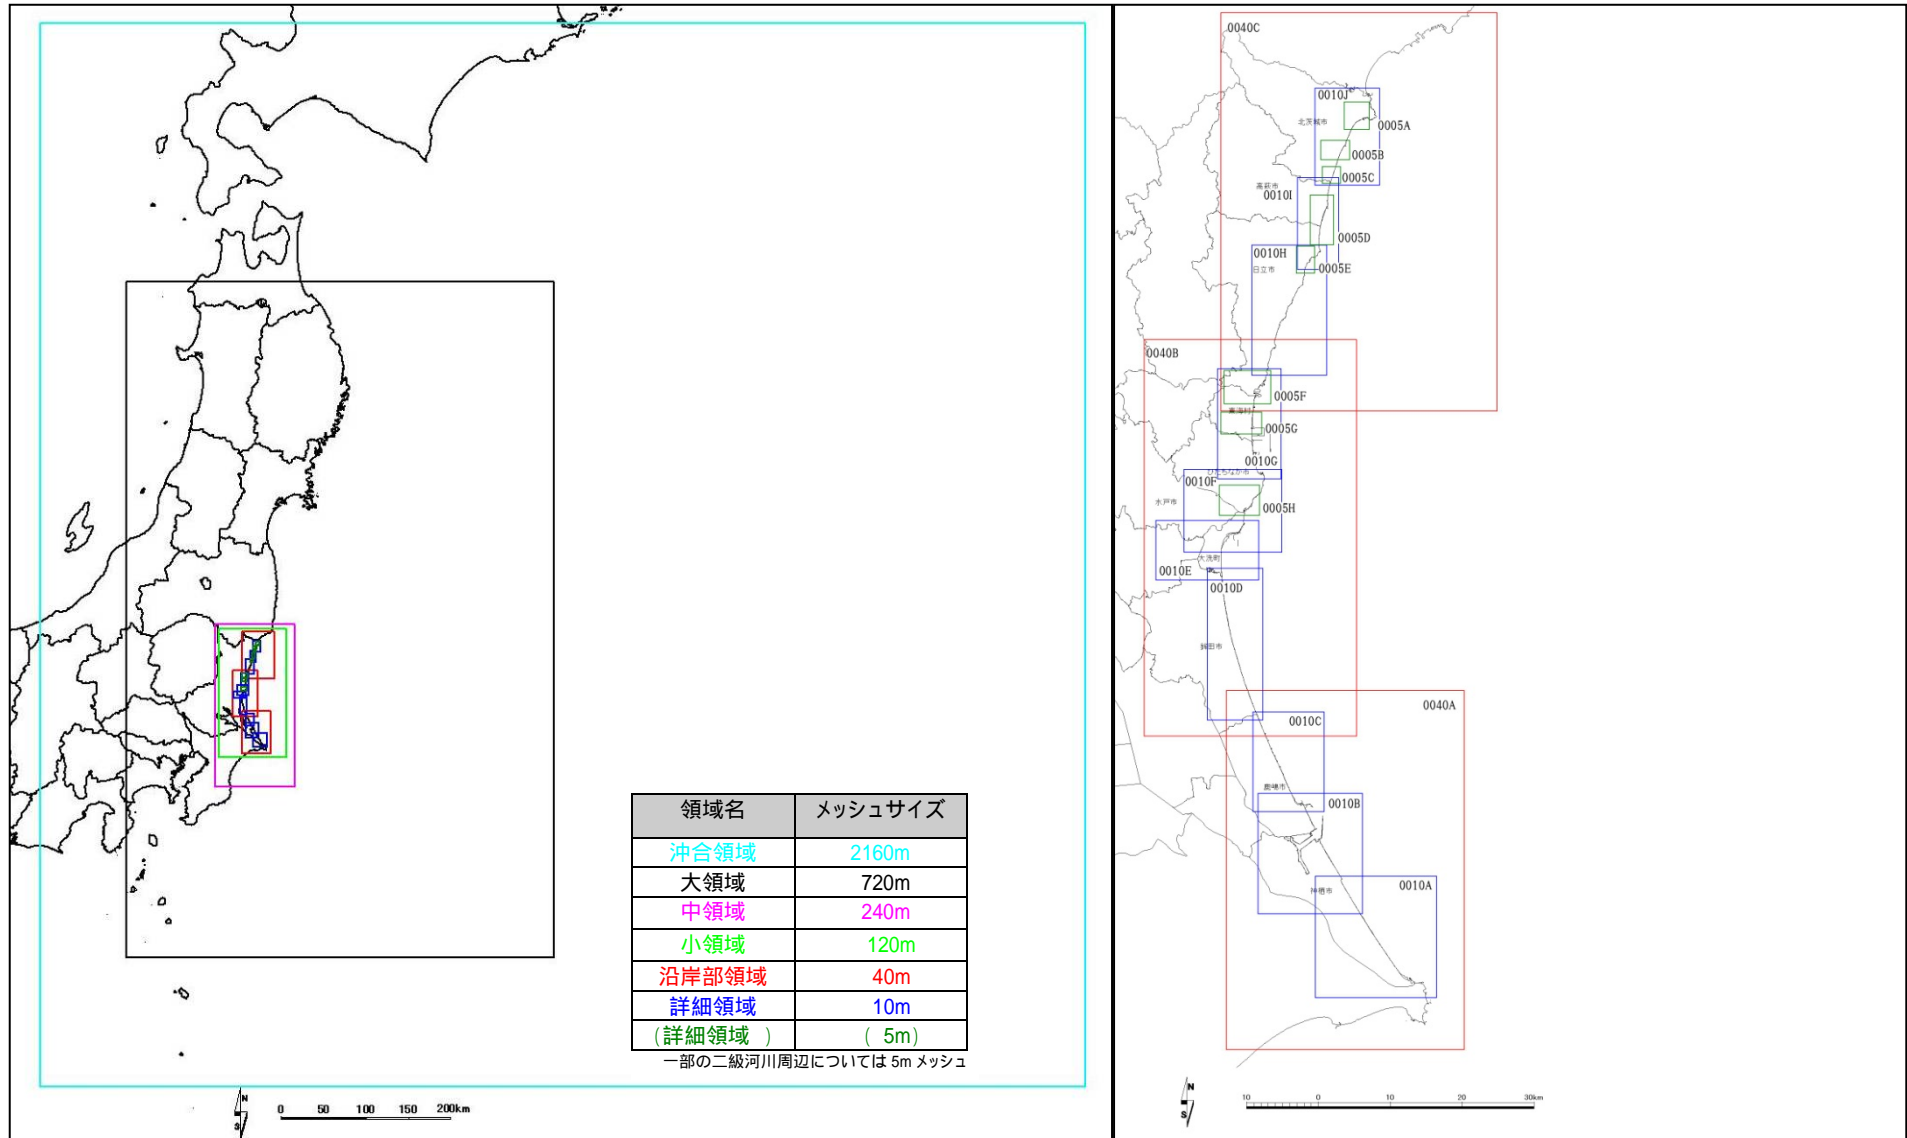 領域名 メッシュサイズ
沖合領域 2160m
大領域 720m
中領域 240m
小領域 120m
沿岸部領域 40m
詳細領域 10m
(詳細領域 ) ( 5m)
一部の二級河川周辺については 5m メッシュ
N
S
0 50 100 150 200km
0040C
0010J
北茨城市
0005A
0005B
0005C
高萩市
0010I
0005D
0010H
0005E
日立市
0040B
0005F
東海村
0005G
0010G
ひたちなか市
0010F
水戸市
0005H
大洗町
0010E
0010D
鉾田市
0040A
0010C
鹿嶋市
0010B
神栖市
0010A
N
S
10 0 10 20 30km